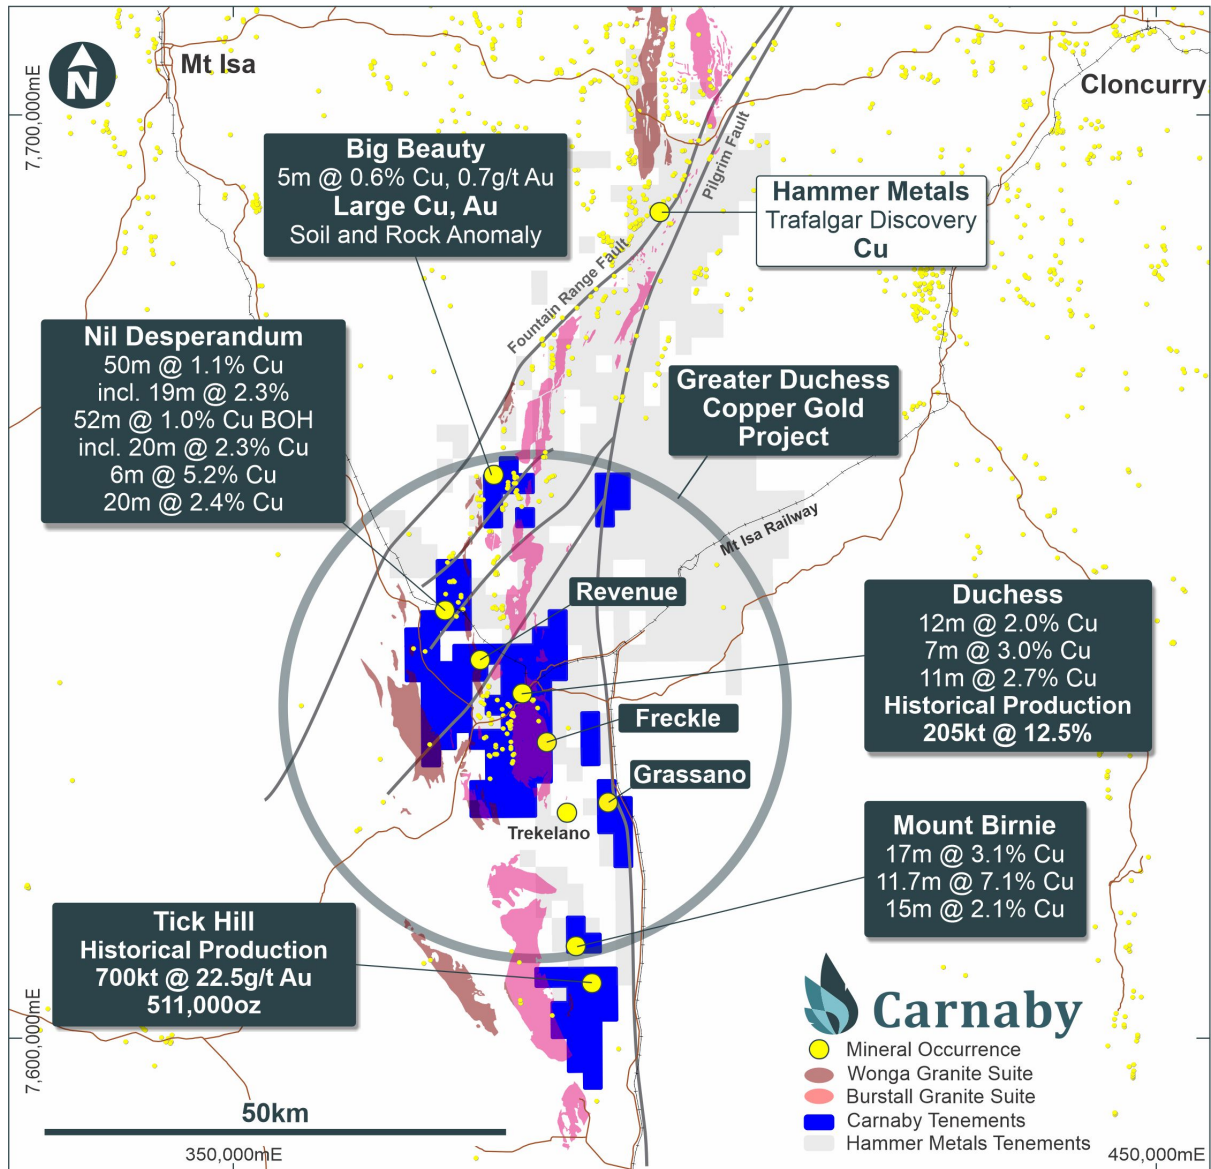 N
Mt Isa
Cloncurry
7,700,000mE
Big Beauty
5m @ 0.6% Cu, 0.7g/t Au
Large Cu, Au
Soil and Rock Anomaly
Pilgrim Fault
Hammer Metals
Trafalgar Discovery
Cu
Fountain Range Fault
Nil Desperandum
50m @ 1.1% Cu
incl. 19m @ 2.3%
52m @ 1.0% Cu BOH
incl. 20m @ 2.3% Cu
6m @ 5.2% Cu
20m @ 2.4% Cu
Greater Duchess
Copper Gold
Project
Mt Isa Railway
Revenue
Duchess
12m @ 2.0% Cu
7m @ 3.0% Cu
11m @ 2.7% Cu
Historical Production
205kt @ 12.5%
Freckle
Grassano
Trekelano
Mount Birnie
17m @ 3.1% Cu
11.7m @ 7.1% Cu
15m @ 2.1% Cu
Tick Hill
Historical Production
700kt @ 22.5g/t Au
511,000oz
7,600,000mE
Carnaby
Mineral Occurrence
Wonga Granite Suite
Burstall Granite Suite
Carnaby Tenements
Hammer Metals Tenements
50km
350,000mE
450,000mE